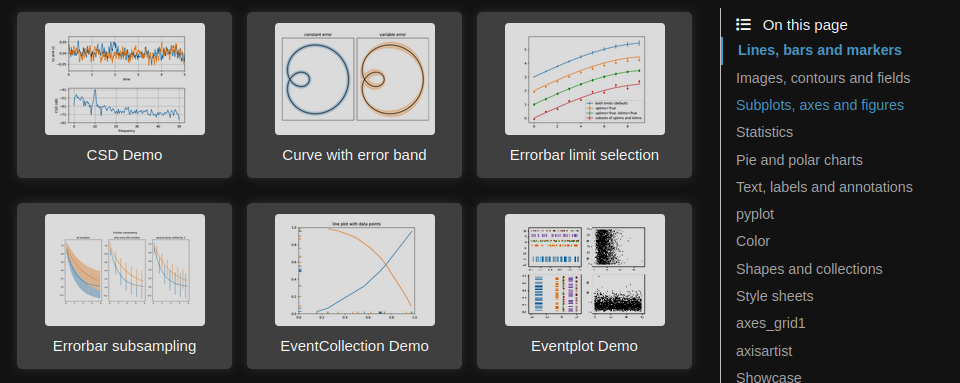 CSD Demo
constant error
variable error
Curve with error band
Errorbar limit selection
Errorbar subsampling
line plot with data points
EventCollection Demo
Eventplot Demo
On this page
Lines, bars and markers
Images, contours and fields
Subplots, axes and figures
Statistics
Pie and polar charts
Text, labels and annotations
pyplot
Color
Shapes and collections
Style sheets
axes_grid1
axisartist
Showcase